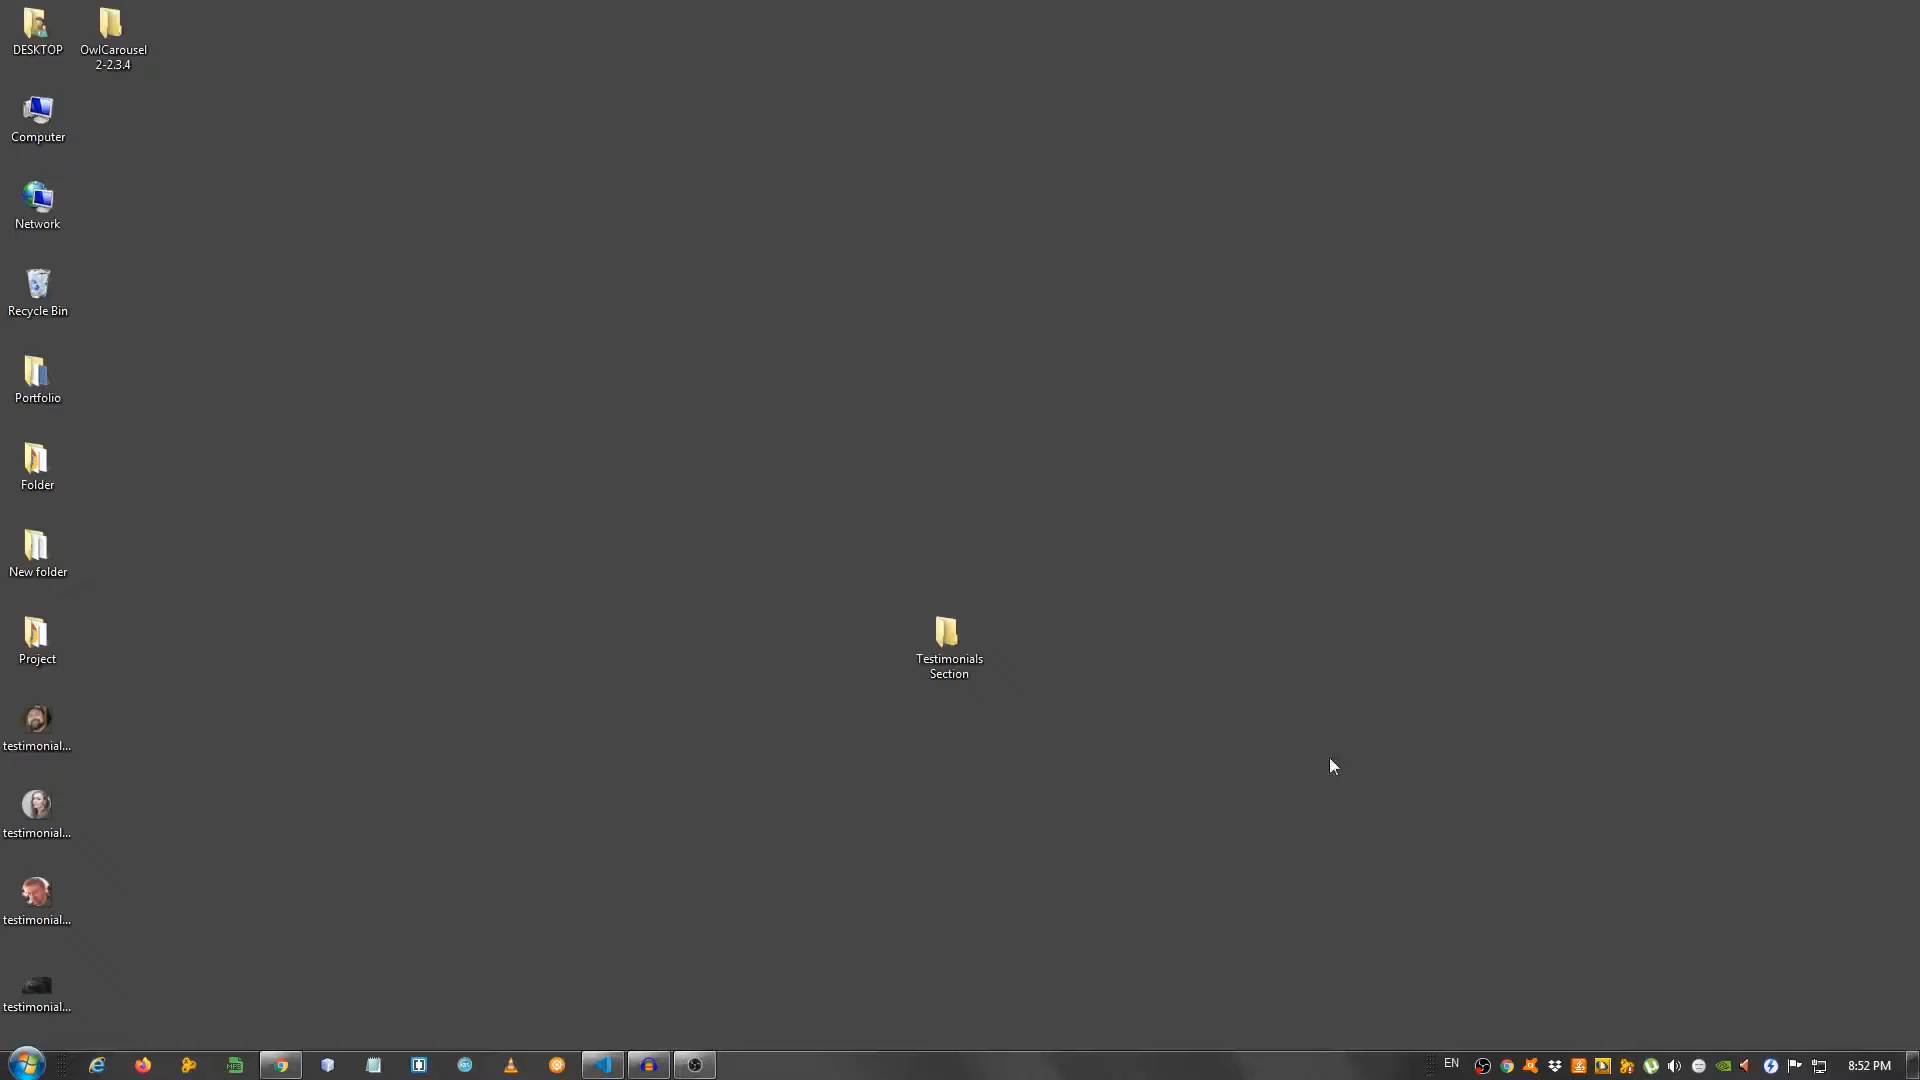 DESKTOP
OwlCarousel
2-2.3.4
Computer
Network
Recycle Bin
Portfolio
Folder
New folder
Project
Testimonials
Section
testimonial...
testimonial...
testimonial...
testimonial...
EN
8:52 PM